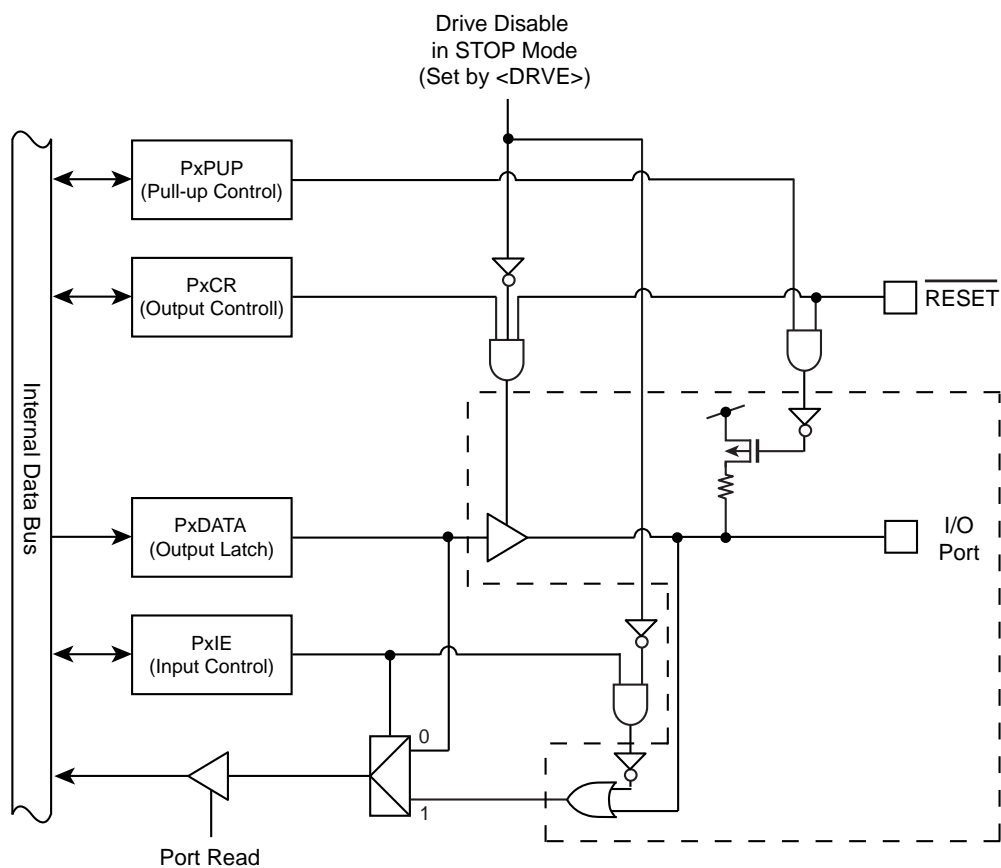 Drive Disable
in STOP Mode
(Set by <DRVE>)
PxPUP
(Pull-up Control)
PxCR
(Output Controll)
RESET
Internal Data Bus
PxDATA
(Output Latch)
I/O
Port
PxIE
(Input Control)
0
1
Port Read